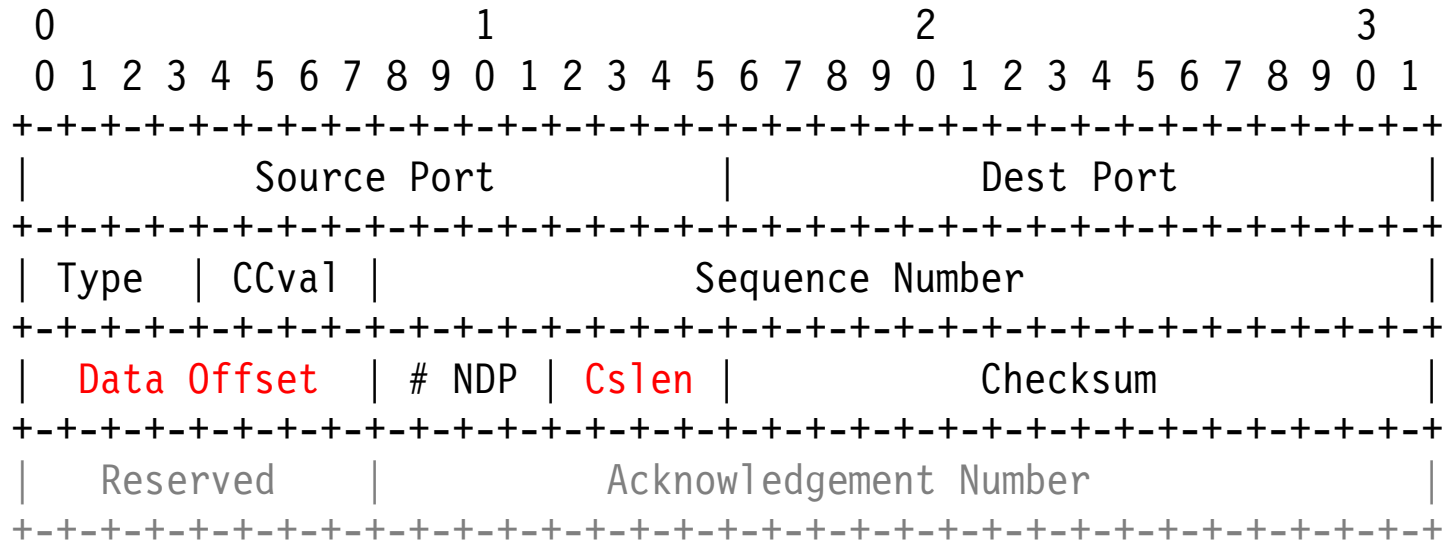 0                   1                   2                   3
0 1 2 3 4 5 6 7 8 9 0 1 2 3 4 5 6 7 8 9 0 1 2 3 4 5 6 7 8 9 0 1
+-+-+-+-+-+-+-+-+-+-+-+-+-+-+-+-+-+-+-+-+-+-+-+-+-+-+-+-+-+-+-+-+
|          Source Port          |           Dest Port           |
+-+-+-+-+-+-+-+-+-+-+-+-+-+-+-+-+-+-+-+-+-+-+-+-+-+-+-+-+-+-+-+-+
| Type  | CCval |              Sequence Number                  |
+-+-+-+-+-+-+-+-+-+-+-+-+-+-+-+-+-+-+-+-+-+-+-+-+-+-+-+-+-+-+-+-+
|  Data Offset  | # NDP | Cslen |           Checksum            |
+-+-+-+-+-+-+-+-+-+-+-+-+-+-+-+-+-+-+-+-+-+-+-+-+-+-+-+-+-+-+-+-+
|   Reserved    |          Acknowledgement Number               |
+-+-+-+-+-+-+-+-+-+-+-+-+-+-+-+-+-+-+-+-+-+-+-+-+-+-+-+-+-+-+-+-+